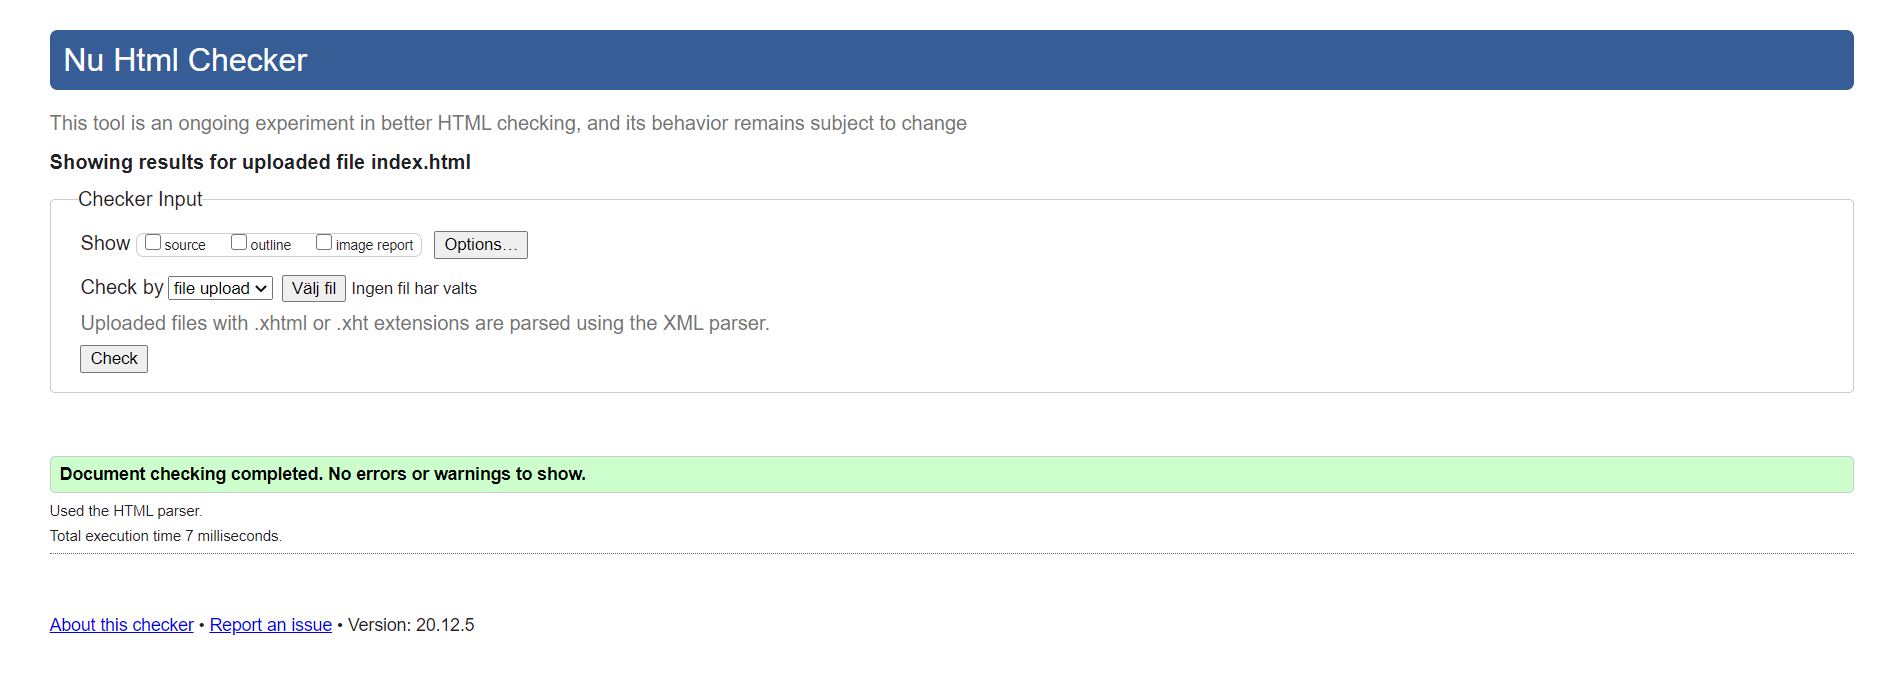 Nu Html Checker
This tool is an ongoing experiment in better HTML checking, and its behavior remains subject to change
Showing results for uploaded file index.html
Checker Input
Show source outline image report Options…
Check by file upload Välj fil Ingen fil har valts
Uploaded files with .xhtml or .xht extensions are parsed using the XML parser.
Check
Document checking completed. No errors or warnings to show.
Used the HTML parser.
Total execution time 7 milliseconds.
About this checker • Report an issue • Version: 20.12.5